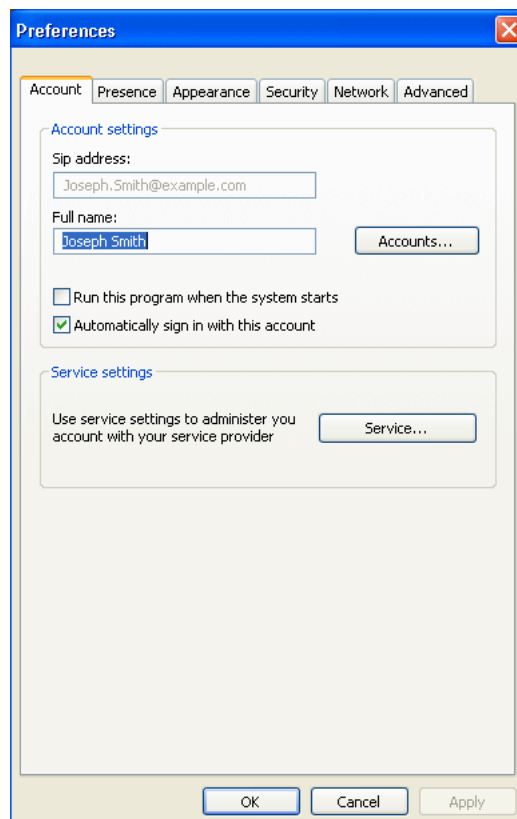 Preferences
Account Presence Appearance Security Network Advanced
Account settings
Sip address:
Joseph.Smith@example.com
Full name:
Joseph Smith
Accounts...
Run this program when the system starts
Automatically sign in with this account
Service settings
Use service settings to administer you
account with your service provider
Service...
OK Cancel Apply